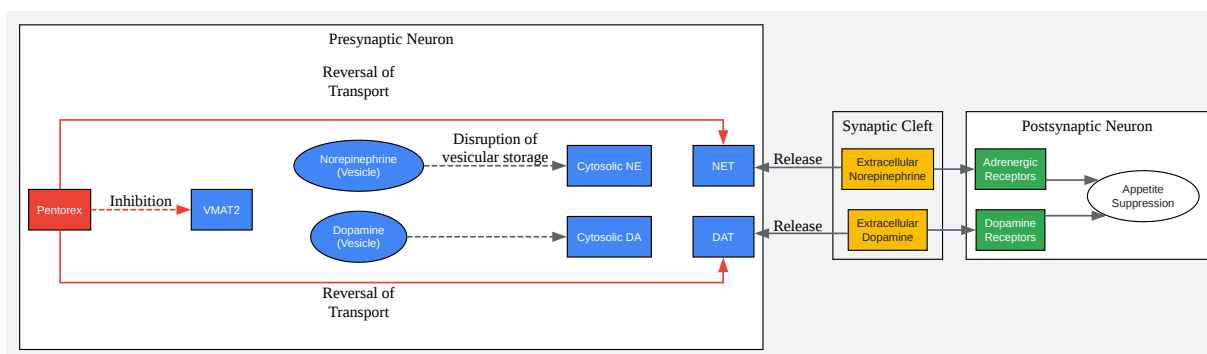 Presynaptic Neuron
Reversal of
Transport
Synaptic Cleft
Postsynaptic Neuron
Disruption of
vesicular storage
Norepinephrine
(Vesicle)
Cytosolic NE
NET
Release
Extracellular
Norepinephrine
Adrenergic
Receptors
Pentorex
Inhibition
VMAT2
Appetite
Suppression
Dopamine
(Vesicle)
Cytosolic DA
DAT
Release
Extracellular
Dopamine
Dopamine
Receptors
Reversal of
Transport